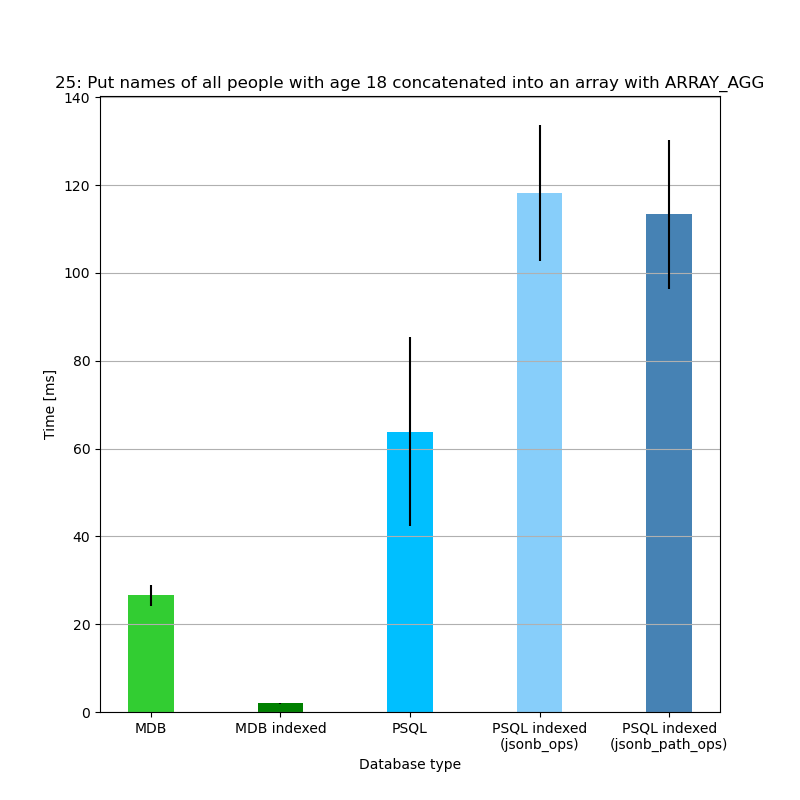 25: Put names of all people with age 18 concatenated into an array with ARRAY_AGG
140
120
100
80
60
40
20
0
Time [ms]
MDB
MDB indexed
PSQL
PSQL indexed
(jsonb_ops)
PSQL indexed
(jsonb_path_ops)
Database type